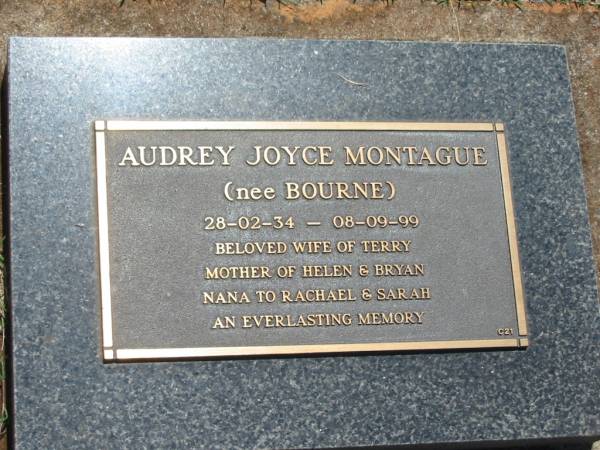 AUDREY JOYCE MONTAGUE
(nee BOURNE)
28-02-34 – 08-09-99
BELOVED WIFE OF TERRY
MOTHER OF HELEN & BRYAN
NANA TO RACHAEL & SARAH
AN EVERLASTING MEMORY
C21